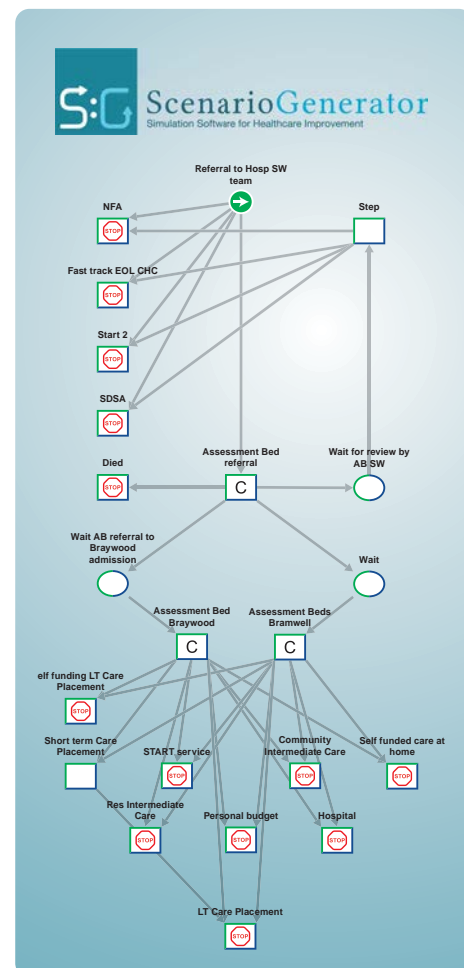 S:G ScenarioGenerator
Simulation Software for Healthcare Improvement
Referral to Hosp SW
team
NFA
STOP
Step
Fast track EOL CHC
STOP
Start 2
STOP
SDSA
STOP
Died
STOP
Assessment Bed
referral
C
Wait for review by
AB SW
Wait AB referral to
Braywood
admission
Wait
Assessment Bed
Braywood
C
Assessment Beds
Bramwell
C
elf funding LT Care
Placement
STOP
Short term Care
Placement
START service
STOP
Community
Intermediate Care
STOP
Self funded care at
home
STOP
Res Intermediate
Care
STOP
Personal budget
STOP
Hospital
STOP
LT Care Placement
STOP